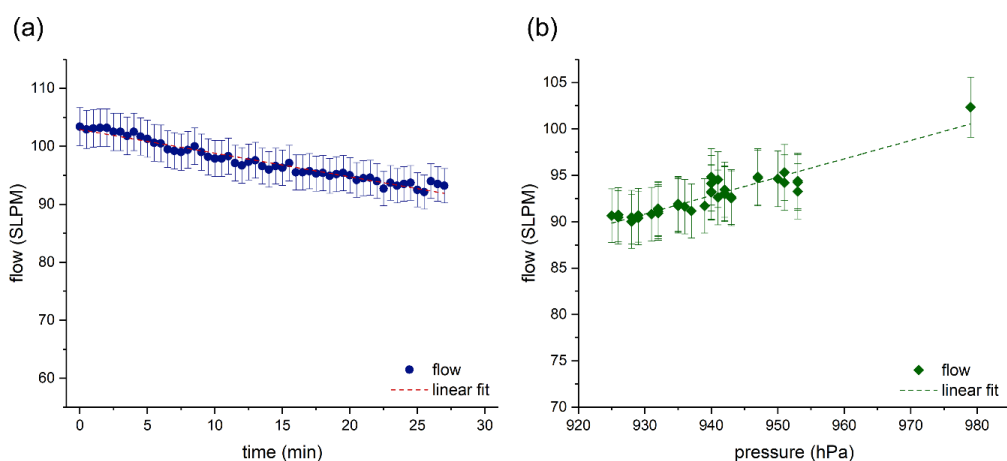 (a)
flow (SLPM)
110
100
90
80
70
60
0 5 10 15 20 25 30
time (min)
flow
linear fit
(b)
flow (SLPM)
105
100
95
90
85
80
75
70
920 930 940 950 960 970 980
pressure (hPa)
flow
linear fit